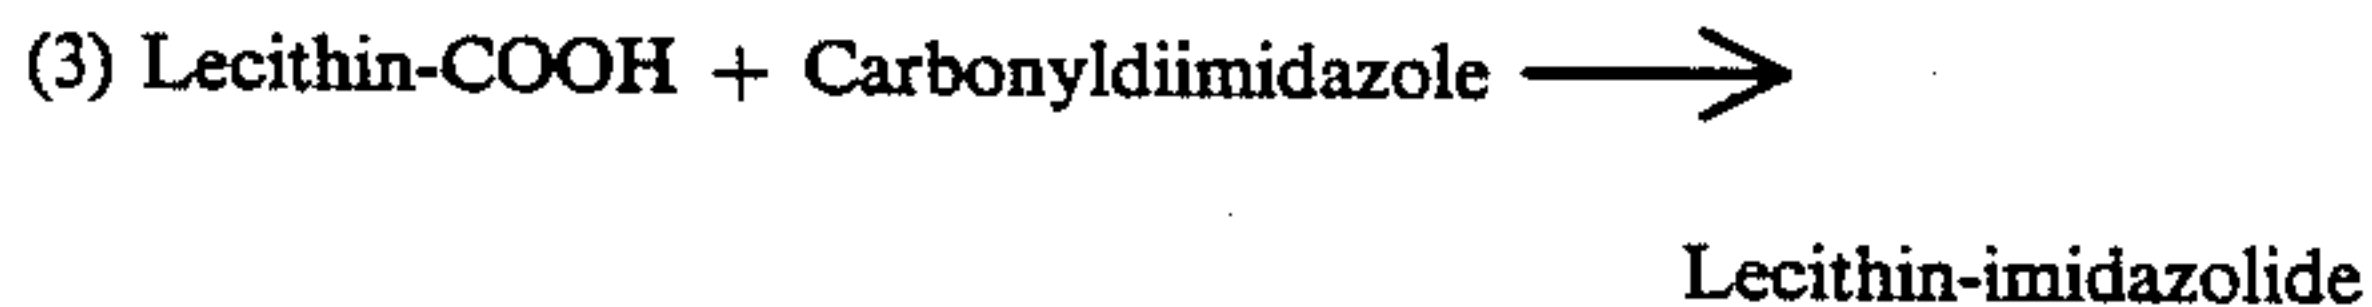 (3) Lecithin-COOH + Carbonyldiimidazole ⟶
Lecithin-imidazolide